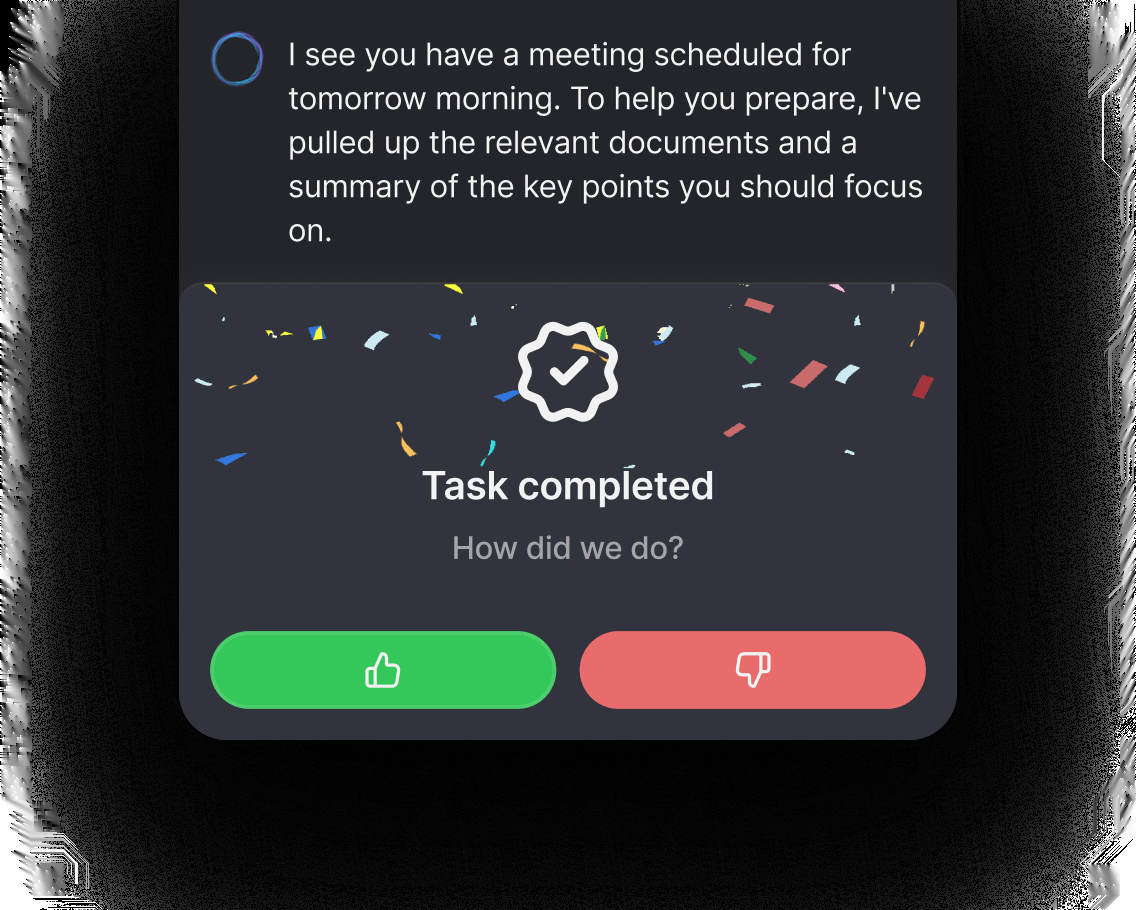 I see you have a meeting scheduled for
tomorrow morning. To help you prepare, I've
pulled up the relevant documents and a
summary of the key points you should focus
on.
Task completed
How did we do?